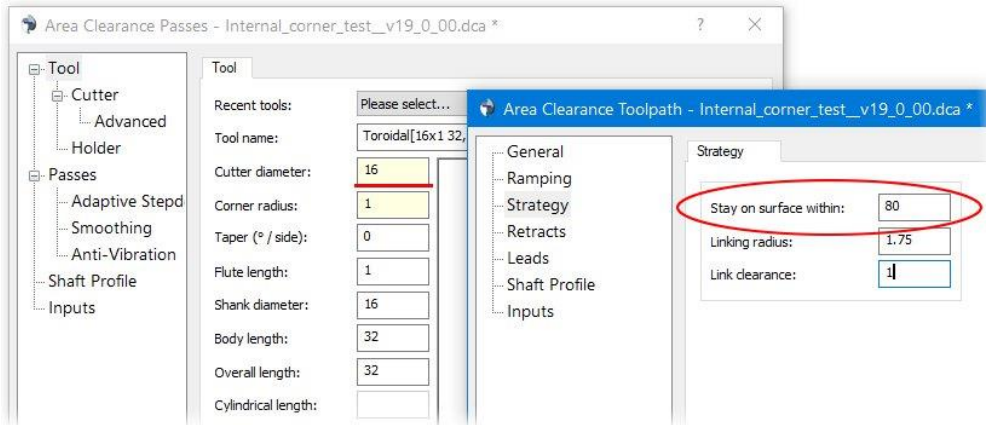 Area Clearance Passes - Internal_corner_test__v19_0_00.dca *
Tool
Cutter
Advanced
Holder
Passes
Adaptive Stepd
Smoothing
Anti-Vibration
Shaft Profile
Inputs
Tool
Recent tools: Please select...
Tool name: Toroidal[16x1 32,
Cutter diameter: 16
Corner radius: 1
Taper (° / side): 0
Flute length: 1
Shank diameter: 16
Body length: 32
Overall length: 32
Cylindrical length:
Area Clearance Toolpath - Internal_corner_test__v19_0_00.dca *
General
Ramping
Strategy
Retracts
Leads
Shaft Profile
Inputs
Strategy
Stay on surface within: 80
Linking radius: 1.75
Link clearance: 1